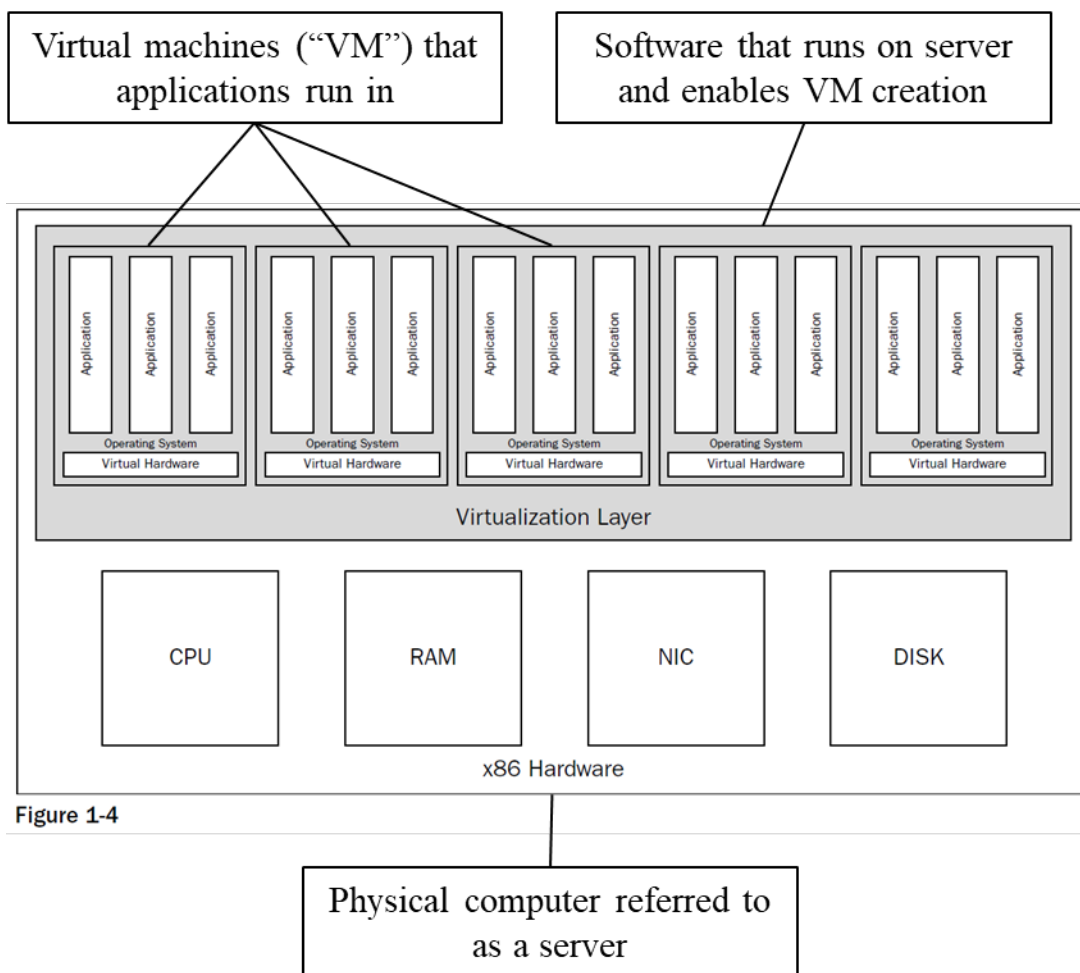 Virtual machines (“VM”) that
applications run in
Software that runs on server
and enables VM creation
Application
Application
Application
Operating System
Virtual Hardware
Application
Application
Application
Operating System
Virtual Hardware
Application
Application
Application
Operating System
Virtual Hardware
Application
Application
Application
Operating System
Virtual Hardware
Application
Application
Application
Operating System
Virtual Hardware
Virtualization Layer
CPU
RAM
NIC
DISK
x86 Hardware
Figure 1-4
Physical computer referred to
as a server